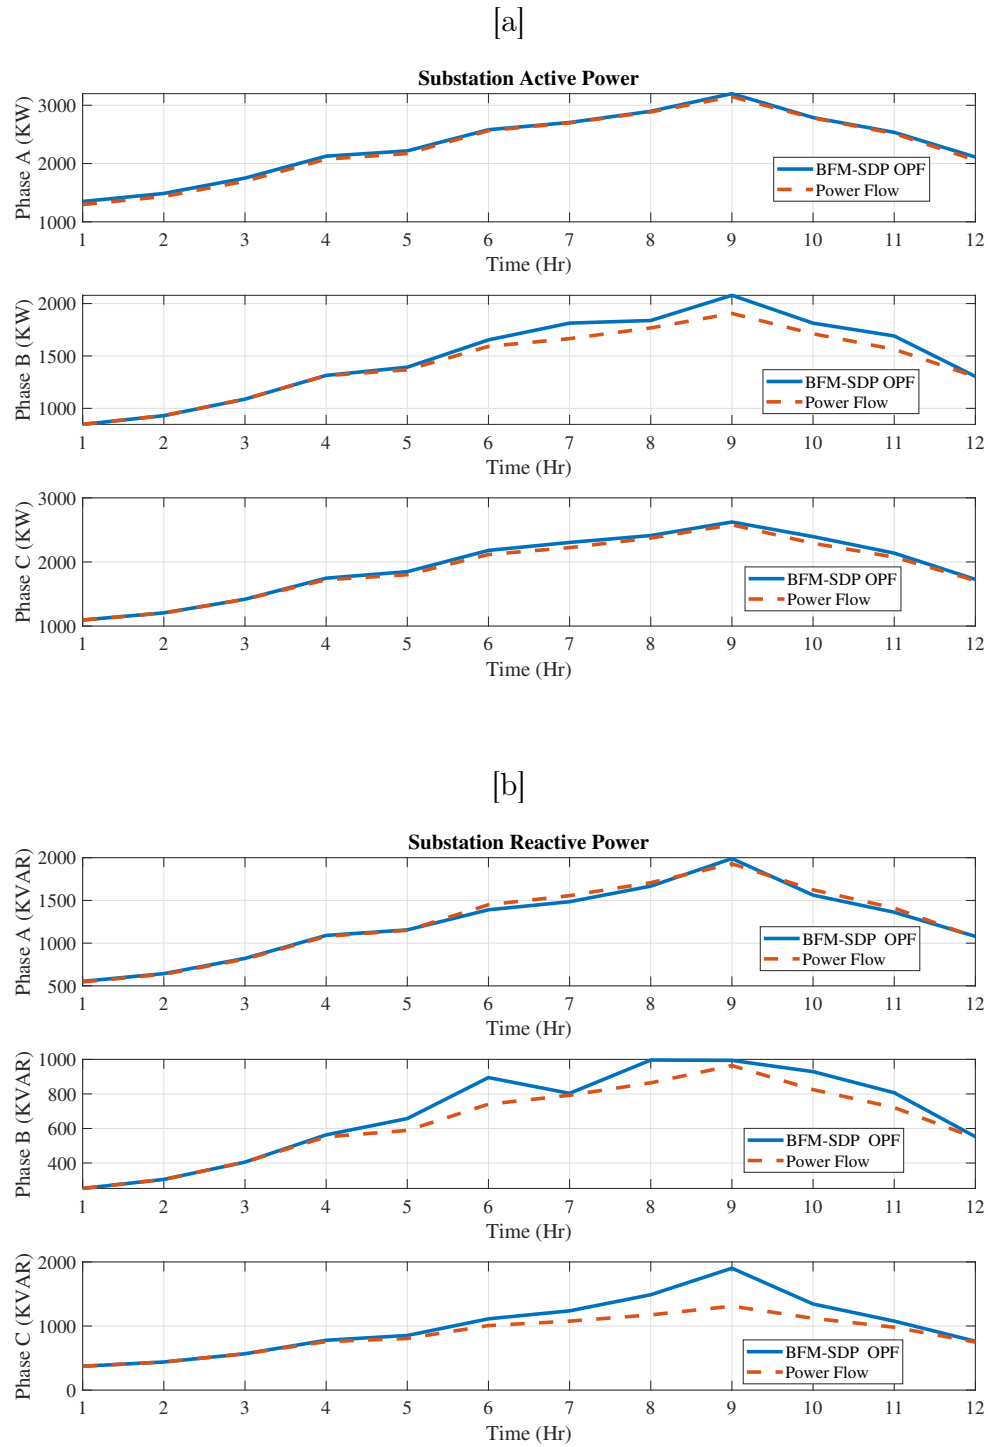 [a]
Substation Active Power
Phase A (KW)
3000
2000
1000
BFM-SDP OPF
Power Flow
1 2 3 4 5 6 7 8 9 10 11 12
Time (Hr)
Phase B (KW)
2000
1500
1000
BFM-SDP OPF
Power Flow
1 2 3 4 5 6 7 8 9 10 11 12
Time (Hr)
Phase C (KW)
3000
2000
1000
BFM-SDP OPF
Power Flow
1 2 3 4 5 6 7 8 9 10 11 12
Time (Hr)
[b]
Substation Reactive Power
Phase A (KVAR)
2000
1500
1000
500
BFM-SDP OPF
Power Flow
1 2 3 4 5 6 7 8 9 10 11 12
Time (Hr)
Phase B (KVAR)
1000
800
600
400
BFM-SDP OPF
Power Flow
1 2 3 4 5 6 7 8 9 10 11 12
Time (Hr)
Phase C (KVAR)
2000
1000
0
BFM-SDP OPF
Power Flow
1 2 3 4 5 6 7 8 9 10 11 12
Time (Hr)